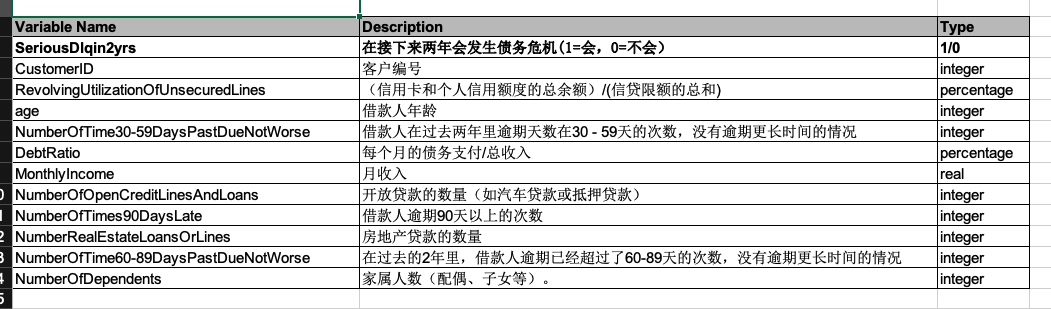 Variable Name Description Type
SeriousDlqin2yrs 在接下来两年会发生债务危机(1=会，0=不会） 1/0
CustomerID 客户编号 integer
RevolvingUtilizationOfUnsecuredLines （信用卡和个人信用额度的总余额）/(信贷限额的总和) percentage
age 借款人年龄 integer
NumberOfTime30-59DaysPastDueNotWorse 借款人在过去两年里逾期天数在30 - 59天的次数，没有逾期更长时间的情况 integer
DebtRatio 每个月的债务支付/总收入 percentage
MonthlyIncome 月收入 real
0 NumberOfOpenCreditLinesAndLoans 开放贷款的数量（如汽车贷款或抵押贷款） integer
1 NumberOfTimes90DaysLate 借款人逾期90天以上的次数 integer
2 NumberRealEstateLoansOrLines 房地产贷款的数量 integer
3 NumberOfTime60-89DaysPastDueNotWorse 在过去的2年里，借款人逾期已经超过了60-89天的次数，没有逾期更长时间的情况 integer
4 NumberOfDependents 家属人数（配偶、子女等）。 integer
5